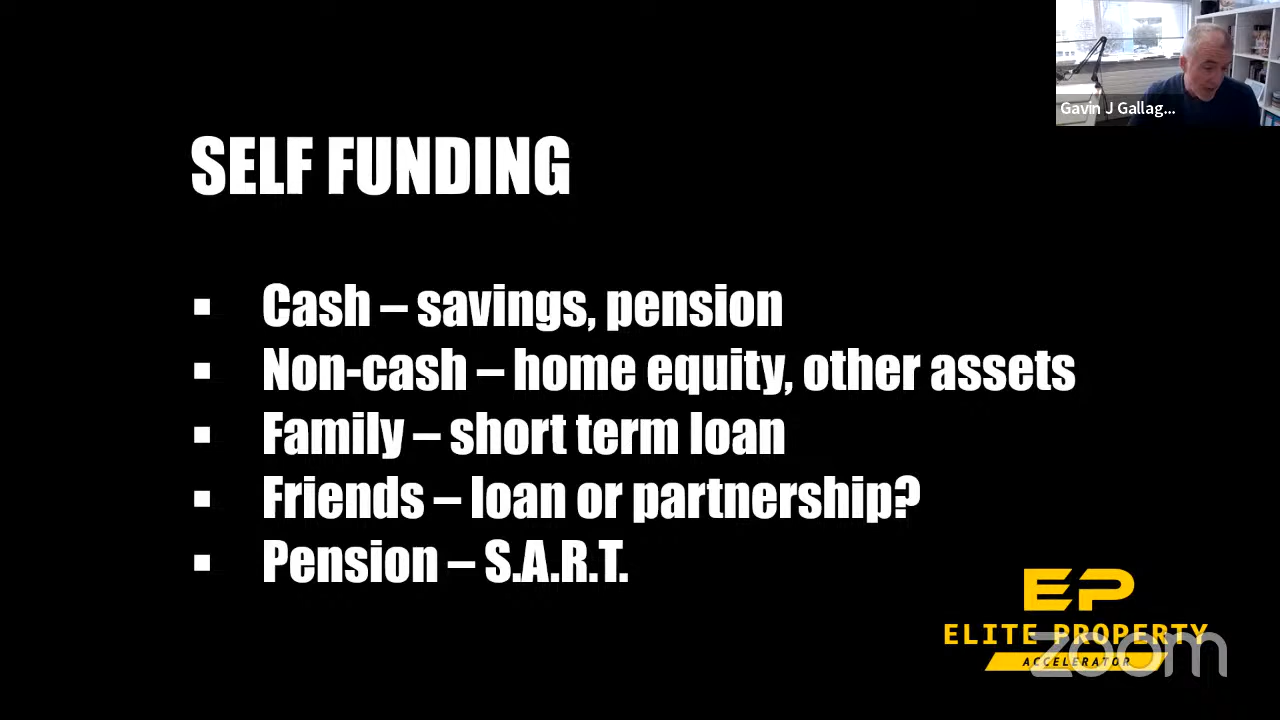 Gavin J Gallag...
SELF FUNDING
▪ Cash – savings, pension
▪ Non-cash – home equity, other assets
▪ Family – short term loan
▪ Friends – loan or partnership?
▪ Pension – S.A.R.T.
EP
ELITE PROPERTY
ACCELERATOR
zoom